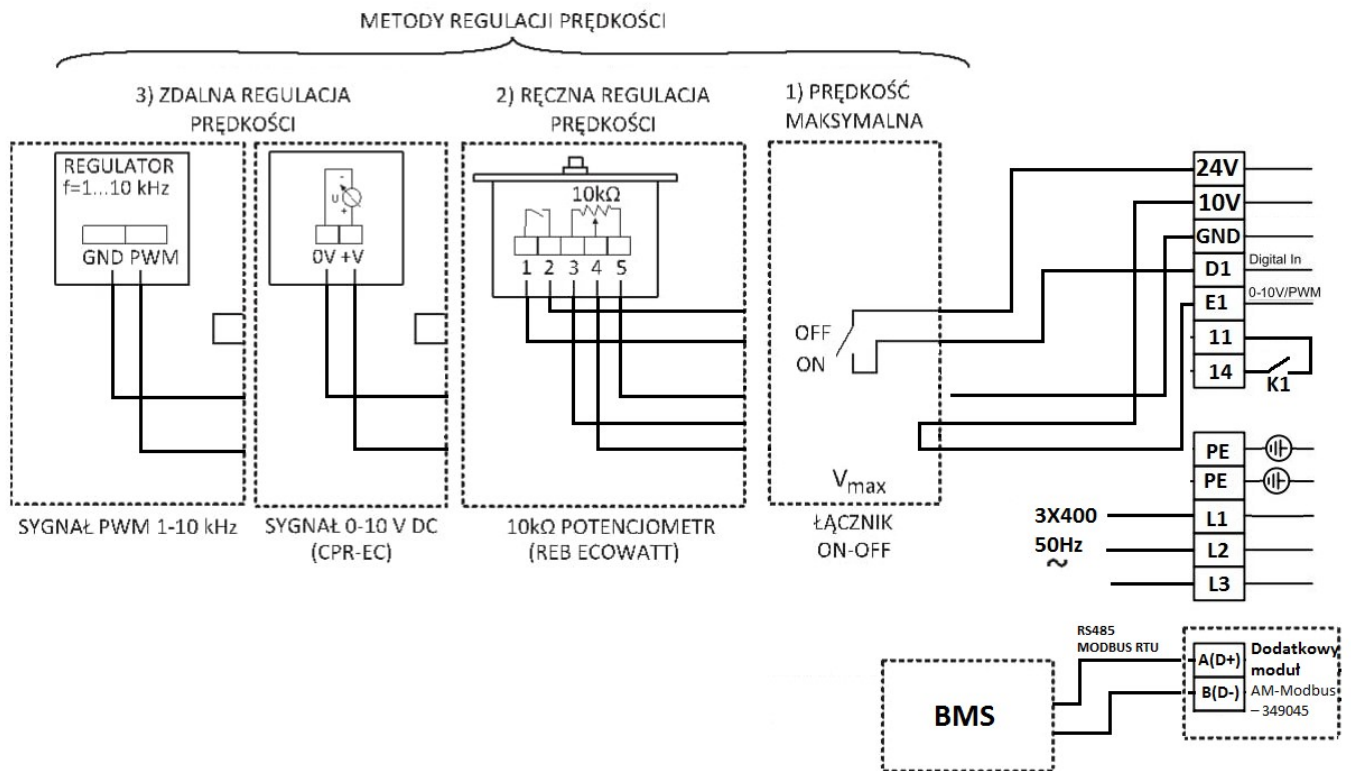 METODY REGULACJI PRĘDKOŚCI
3) ZDALNA REGULACJA
PRĘDKOŚCI
2) RĘCZNA REGULACJA
PRĘDKOŚCI
1) PRĘDKOŚĆ
MAKSYMALNA
REGULATOR
f=1...10 kHz
GND PWM
SYGNAŁ PWM 1-10 kHz
-
U
+
0V +V
SYGNAŁ 0-10 V DC
(CPR-EC)
10kΩ
1 2 3 4 5
10kΩ POTENCJOMETR
(REB ECOWATT)
OFF
ON
Vmax
ŁĄCZNIK
ON-OFF
24V
10V
GND
D1 Digital In
E1 0-10V/PWM
11
14
K1
PE
PE
3X400
50Hz
~
L1
L2
L3
RS485
MODBUS RTU
BMS
A(D+)
B(D-)
Dodatkowy
moduł
AM-Modbus
– 349045